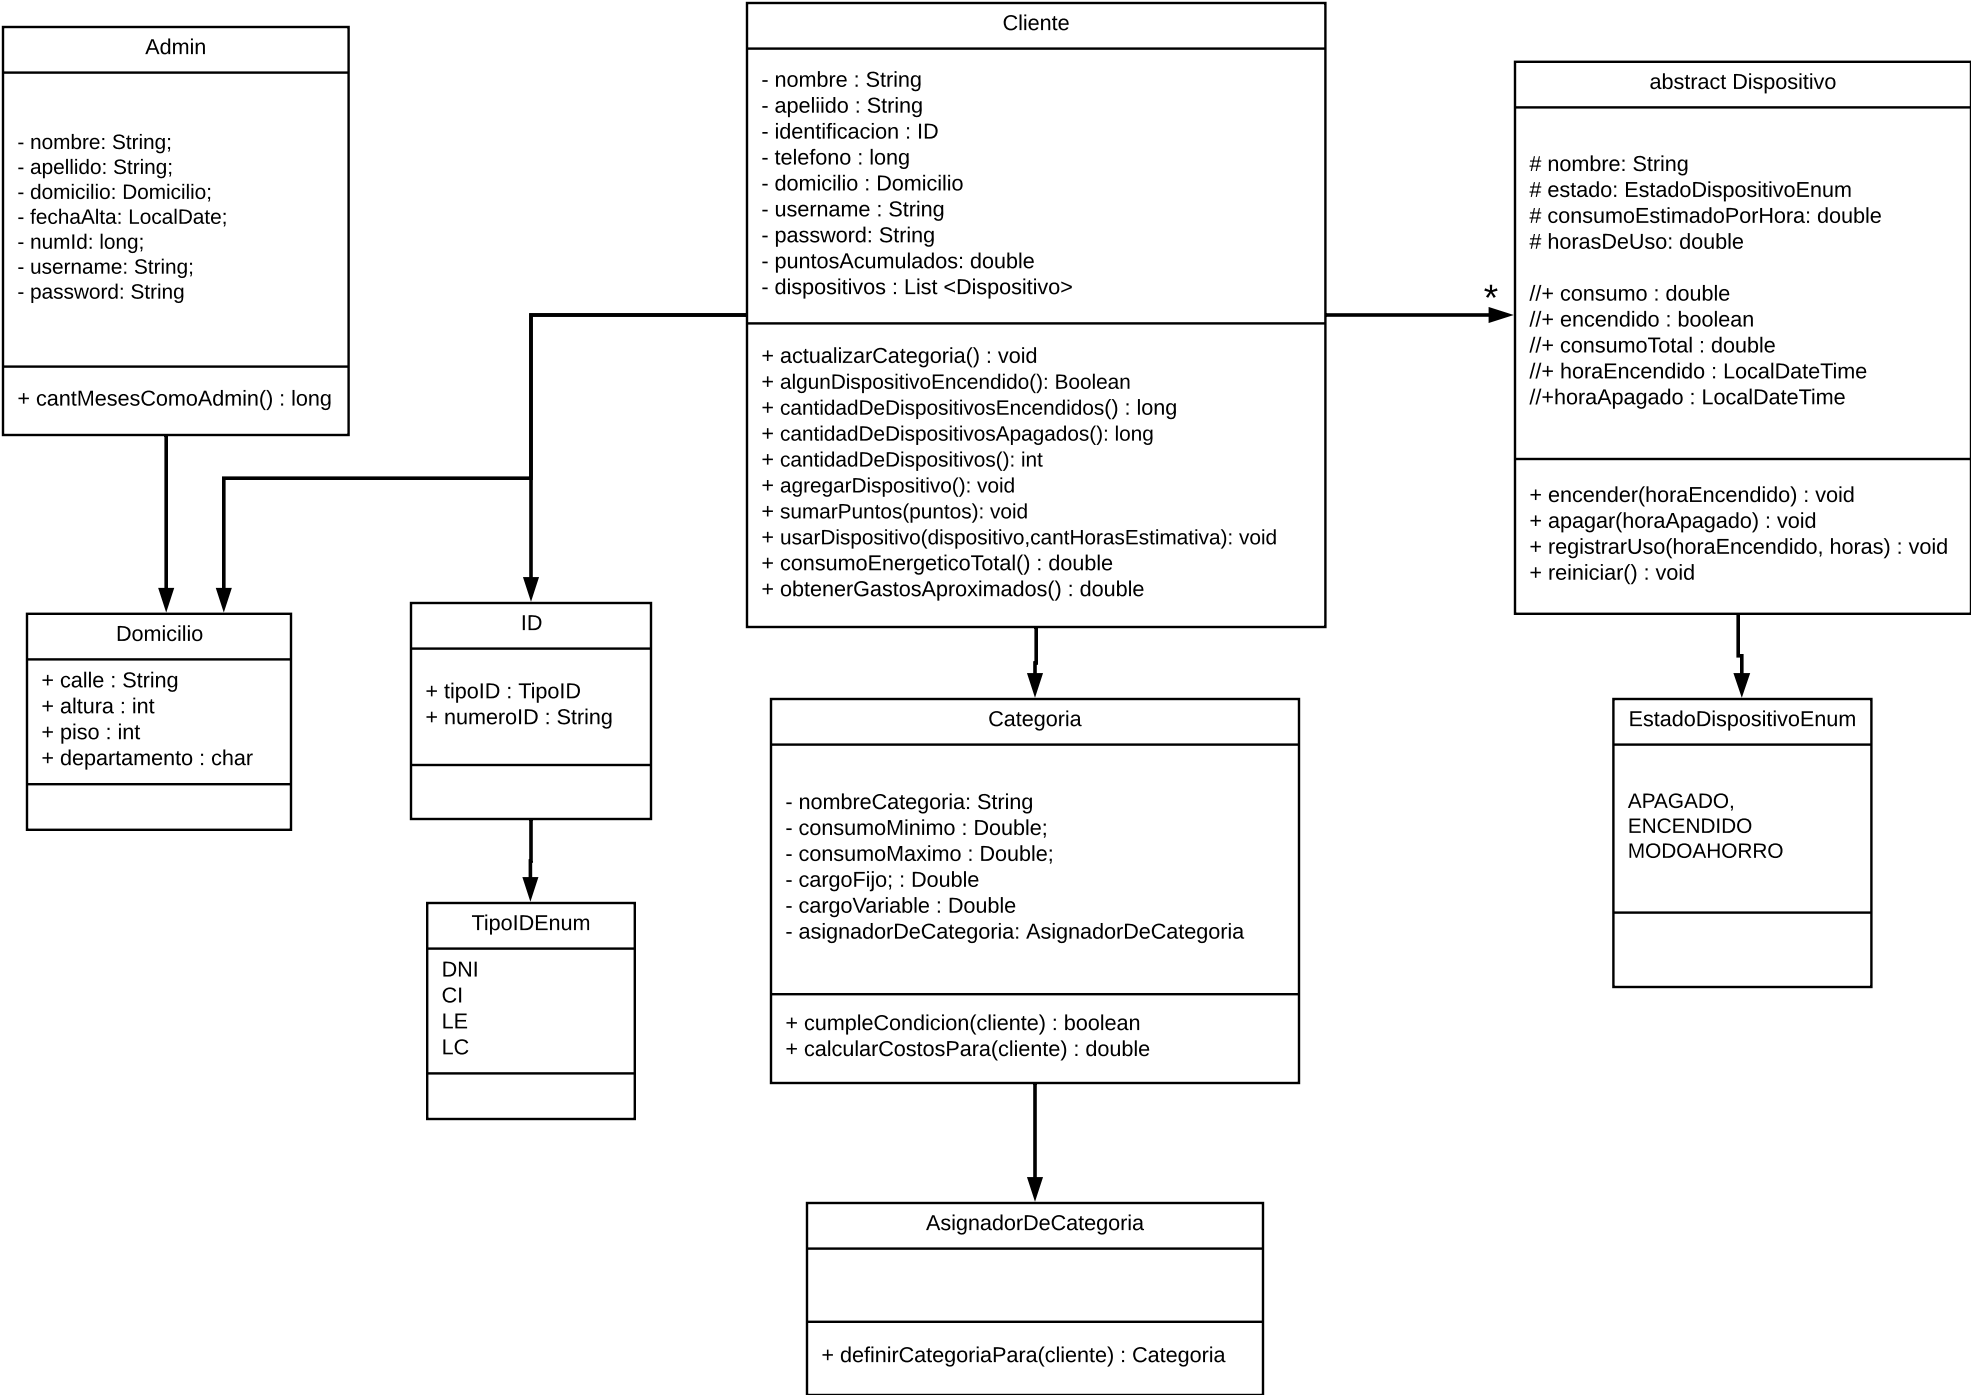 Admin
- nombre: String;
- apellido: String;
- domicilio: Domicilio;
- fechaAlta: LocalDate;
- numId: long;
- username: String;
- password: String
+ cantMesesComoAdmin() : long
Cliente
- nombre : String
- apeliido : String
- identificacion : ID
- telefono : long
- domicilio : Domicilio
- username : String
- password: String
- puntosAcumulados: double
- dispositivos : List <Dispositivo>
+ actualizarCategoria() : void
+ algunDispositivoEncendido(): Boolean
+ cantidadDeDispositivosEncendidos() : long
+ cantidadDeDispositivosApagados(): long
+ cantidadDeDispositivos(): int
+ agregarDispositivo(): void
+ sumarPuntos(puntos): void
+ usarDispositivo(dispositivo,cantHorasEstimativa): void
+ consumoEnergeticoTotal() : double
+ obtenerGastosAproximados() : double
*
abstract Dispositivo
# nombre: String
# estado: EstadoDispositivoEnum
# consumoEstimadoPorHora: double
# horasDeUso: double
//+ consumo : double
//+ encendido : boolean
//+ consumoTotal : double
//+ horaEncendido : LocalDateTime
//+horaApagado : LocalDateTime
+ encender(horaEncendido) : void
+ apagar(horaApagado) : void
+ registrarUso(horaEncendido, horas) : void
+ reiniciar() : void
Domicilio
+ calle : String
+ altura : int
+ piso : int
+ departamento : char
ID
+ tipoID : TipoID
+ numeroID : String
TipoIDEnum
DNI
CI
LE
LC
Categoria
- nombreCategoria: String
- consumoMinimo : Double;
- consumoMaximo : Double;
- cargoFijo; : Double
- cargoVariable : Double
- asignadorDeCategoria: AsignadorDeCategoria
+ cumpleCondicion(cliente) : boolean
+ calcularCostosPara(cliente) : double
EstadoDispositivoEnum
APAGADO,
ENCENDIDO
MODOAHORRO
AsignadorDeCategoria
+ definirCategoriaPara(cliente) : Categoria